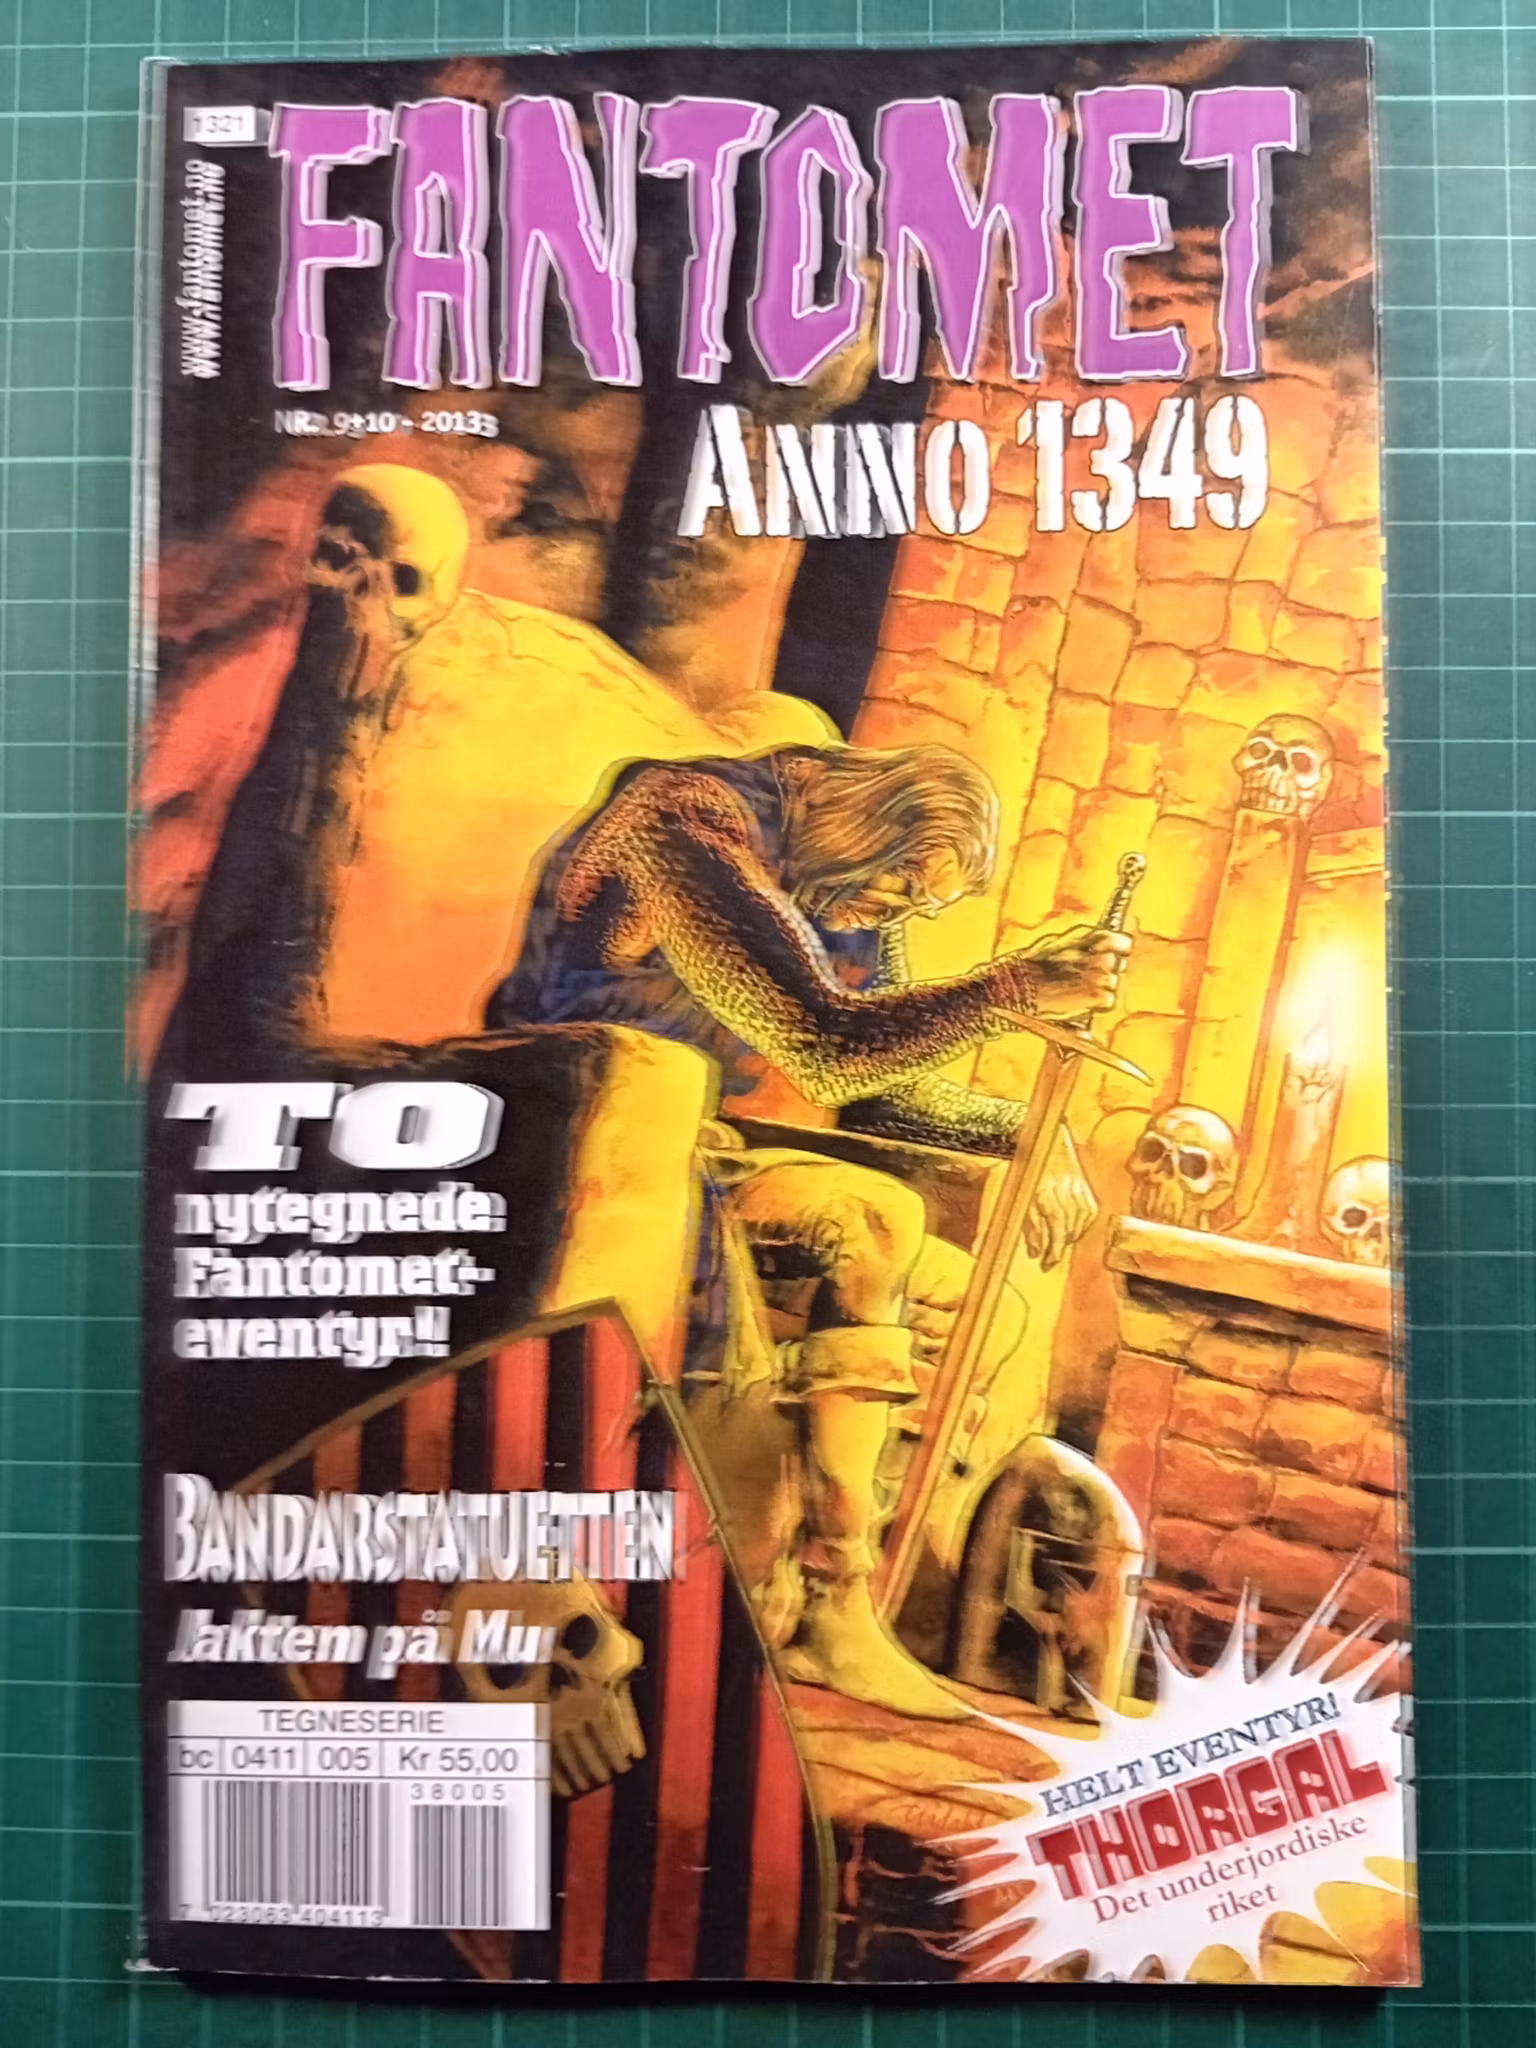 1321
FANTOMET
www.fantomet.no
NR. 9+10 - 2013
ANNO 1349
TO
nytegnede
Fantomet-
eventyr!
BANDARSTATUETTEN
Jakten på Mu
TEGNESERIE
bc 0411 005 Kr 55,00
38005
7 023063 404113
HELT EVENTYR!
THORGAL
Det underjordiske
riket